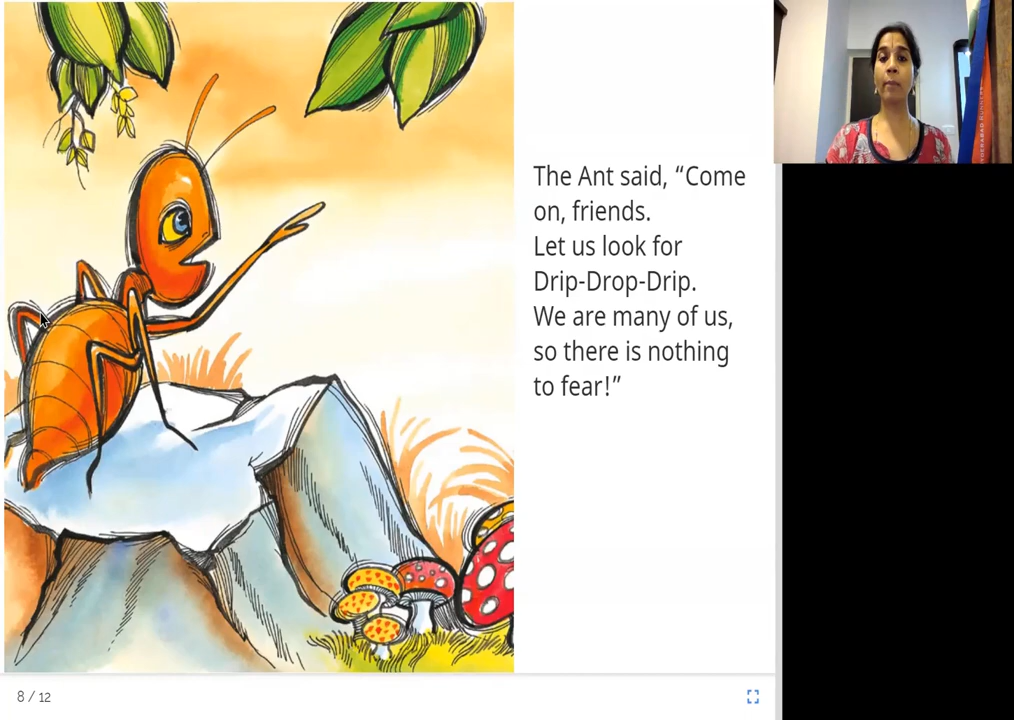 The Ant said, “Come
on, friends.
Let us look for
Drip-Drop-Drip.
We are many of us,
so there is nothing
to fear!”
8 / 12